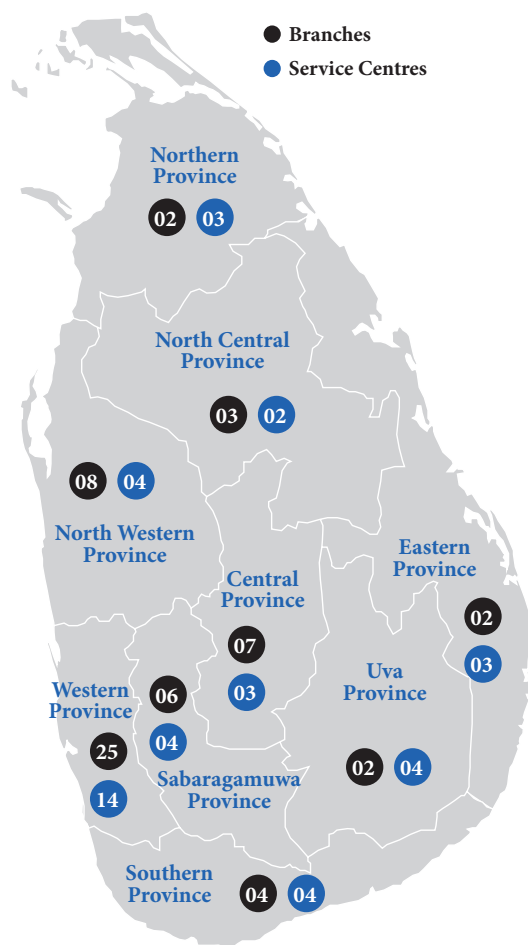 Branches
Service Centres
Northern
Province
02 03
North Central
Province
03 02
08 04
North Western
Province
Eastern
Province
02
03
Central
Province
07
03
Uva
Province
02 04
Western
Province
25
14
06
04
Sabaragamuwa
Province
Southern
Province
04 04